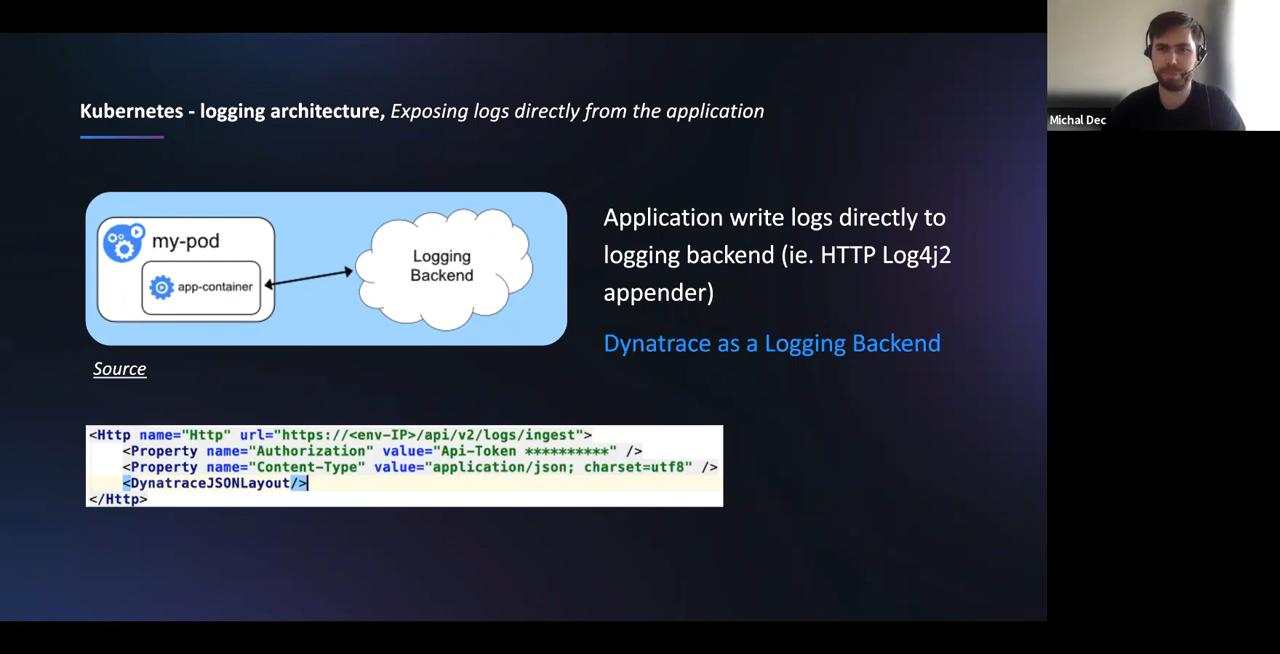 Kubernetes - logging architecture, Exposing logs directly from the application
my-pod
app-container
Logging
Backend
Source
Application write logs directly to
logging backend (ie. HTTP Log4j2
appender)
Dynatrace as a Logging Backend
<Http name="Http" url="https://<env-IP>/api/v2/logs/ingest">
<Property name="Authorization" value="Api-Token **********" />
<Property name="Content-Type" value="application/json; charset=utf8" />
<DynatraceJSONLayout/>
</Http>
Michal Dec